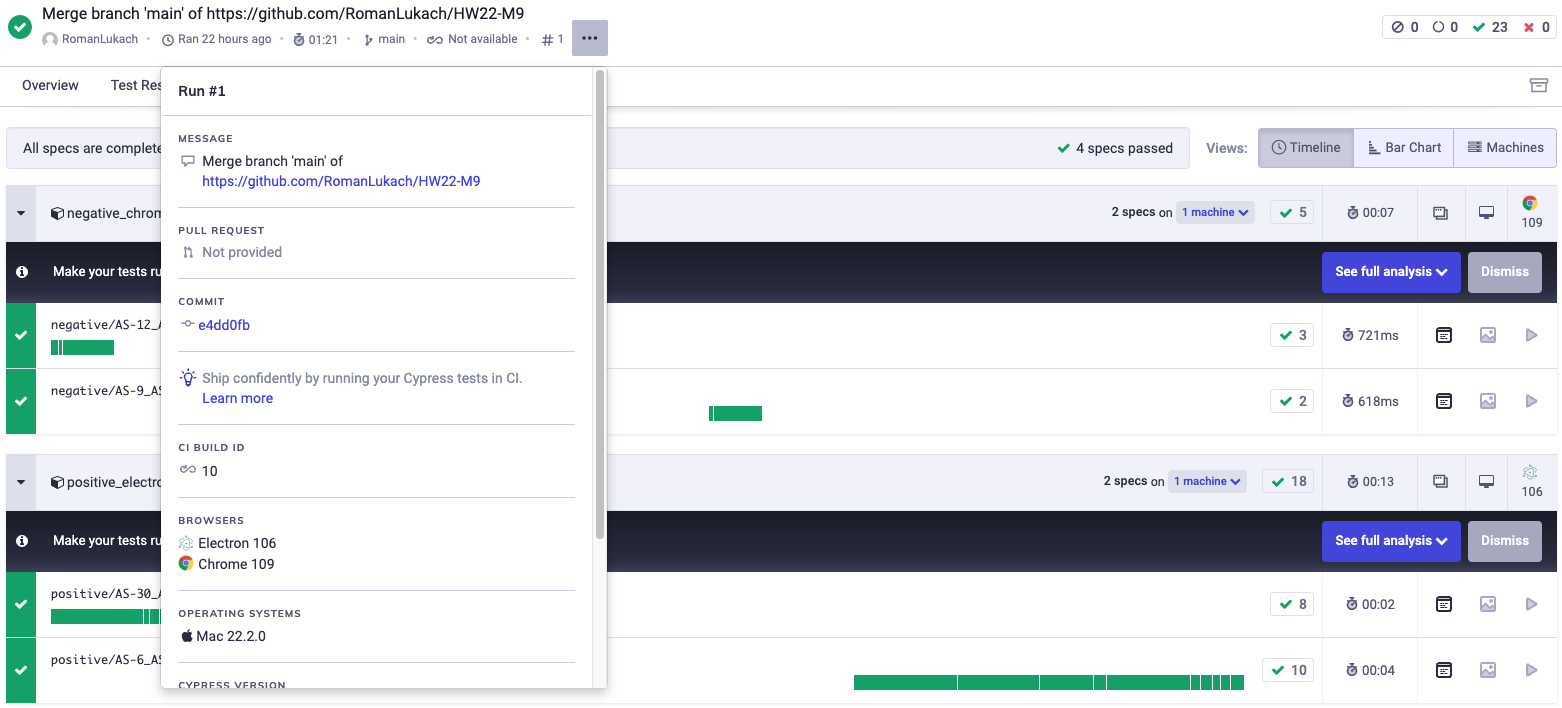 Merge branch 'main' of https://github.com/RomanLukach/HW22-M9
RomanLukach • Ran 22 hours ago • 01:21 • main • Not available • # 1 ...
0 0 23 0
Overview Test Res
Run #1
MESSAGE
Merge branch 'main' of
https://github.com/RomanLukach/HW22-M9
PULL REQUEST
Not provided
COMMIT
e4dd0fb
Ship confidently by running your Cypress tests in CI.
Learn more
CI BUILD ID
10
BROWSERS
Electron 106
Chrome 109
OPERATING SYSTEMS
Mac 22.2.0
CYPRESS VERSION
All specs are complete
4 specs passed
Views: Timeline Bar Chart Machines
negative_chrom 2 specs on 1 machine 5 00:07 109
Make your tests ru See full analysis Dismiss
negative/AS-12_A 3 721ms
negative/AS-9_AS 2 618ms
positive_electro 2 specs on 1 machine 18 00:13 106
Make your tests ru See full analysis Dismiss
positive/AS-30_A 8 00:02
positive/AS-6_AS 10 00:04